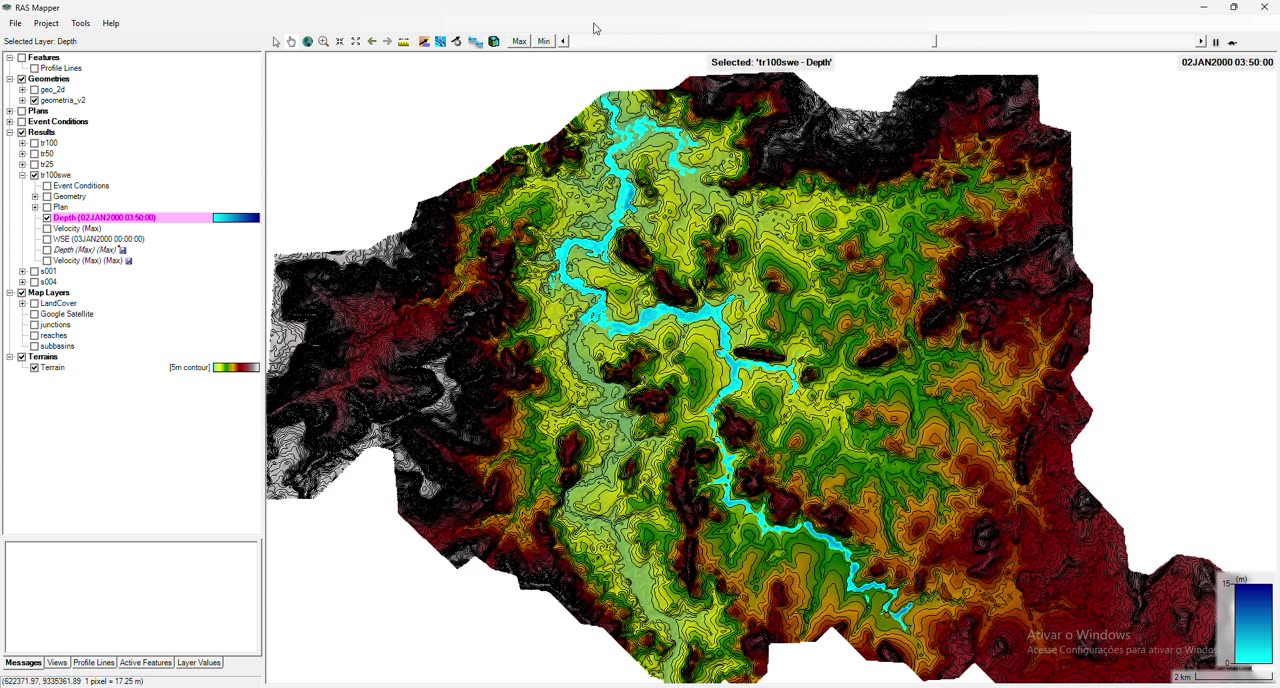 RAS Mapper
File Project Tools Help
Selected Layer: Depth
Max Min
Features
Profile Lines
Geometries
geo_2d
geometria_v2
Plans
Event Conditions
Results
tr100
tr50
tr25
tr100swe
Event Conditions
Geometry
Plan
Depth (02JAN2000 03:50:00)
Velocity (Max)
WSE (03JAN2000 00:00:00)
Depth (Max) (Max)
Velocity (Max) (Max)
s001
s004
Map Layers
LandCover
Google Satellite
junctions
reaches
subbasins
Terrains
Terrain [5m contour]
Selected: 'tr100swe - Depth'
02JAN2000 03:50:00
15 (m)
0
Ativar o Windows
Acesse Configurações para ativar o Windows
2 km
Messages Views Profile Lines Active Features Layer Values
(622371.97, 9335361.89 1 pixel = 17.25 m)